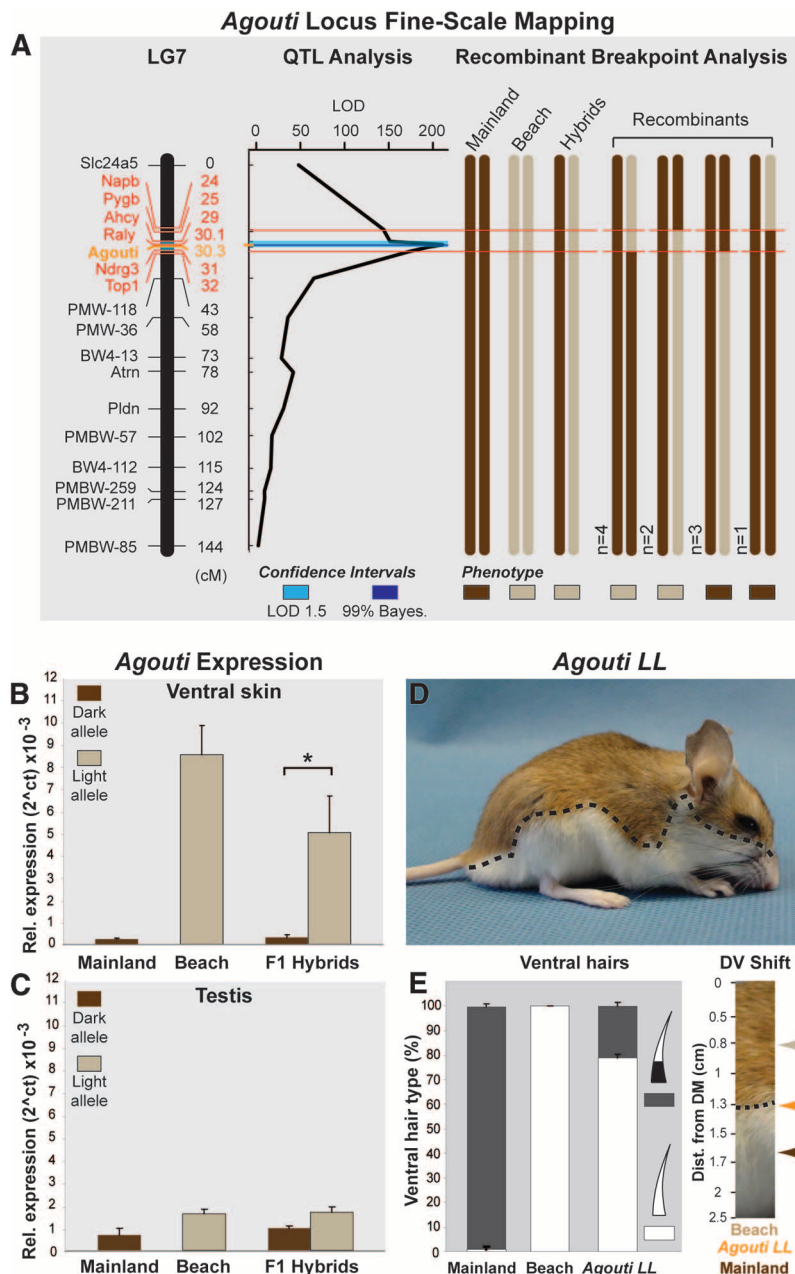 Agouti Locus Fine-Scale Mapping
A
LG7
QTL Analysis
Recombinant Breakpoint Analysis
LOD
0 50 100 150 200
Mainland
Beach
Hybrids
Recombinants
Slc24a5 0
Napb 24
Pygb 25
Ahcy 29
Raly 30.1
Agouti 30.3
Ndrg3 31
Top1 32
PMW-118 43
PMW-36 58
BW4-13 73
Atrn 78
Pldn 92
PMBW-57 102
BW4-112 115
PMBW-259 124
PMBW-211 127
PMBW-85 144
(cM)
n=4
n=2
n=3
n=1
Confidence Intervals
LOD 1.5 99% Bayes.
Phenotype
Agouti Expression
B
Ventral skin
Rel. expression (2^ct) x10-3
12
11
10
9
8
7
6
5
4
3
2
1
0
Dark
allele
Light
allele
*
Mainland Beach F1 Hybrids
C
Testis
Rel. expression (2^ct) x10-3
12
11
10
9
8
7
6
5
4
3
2
1
0
Dark
allele
Light
allele
Mainland Beach F1 Hybrids
Agouti LL
D
E
Ventral hairs
Ventral hair type (%)
100
90
80
70
60
50
40
30
20
10
0
Mainland Beach Agouti LL
DV Shift
Dist. from DM (cm)
0
0.5
0.8
1
1.3
1.5
1.7
2
2.5
Beach
Agouti LL
Mainland